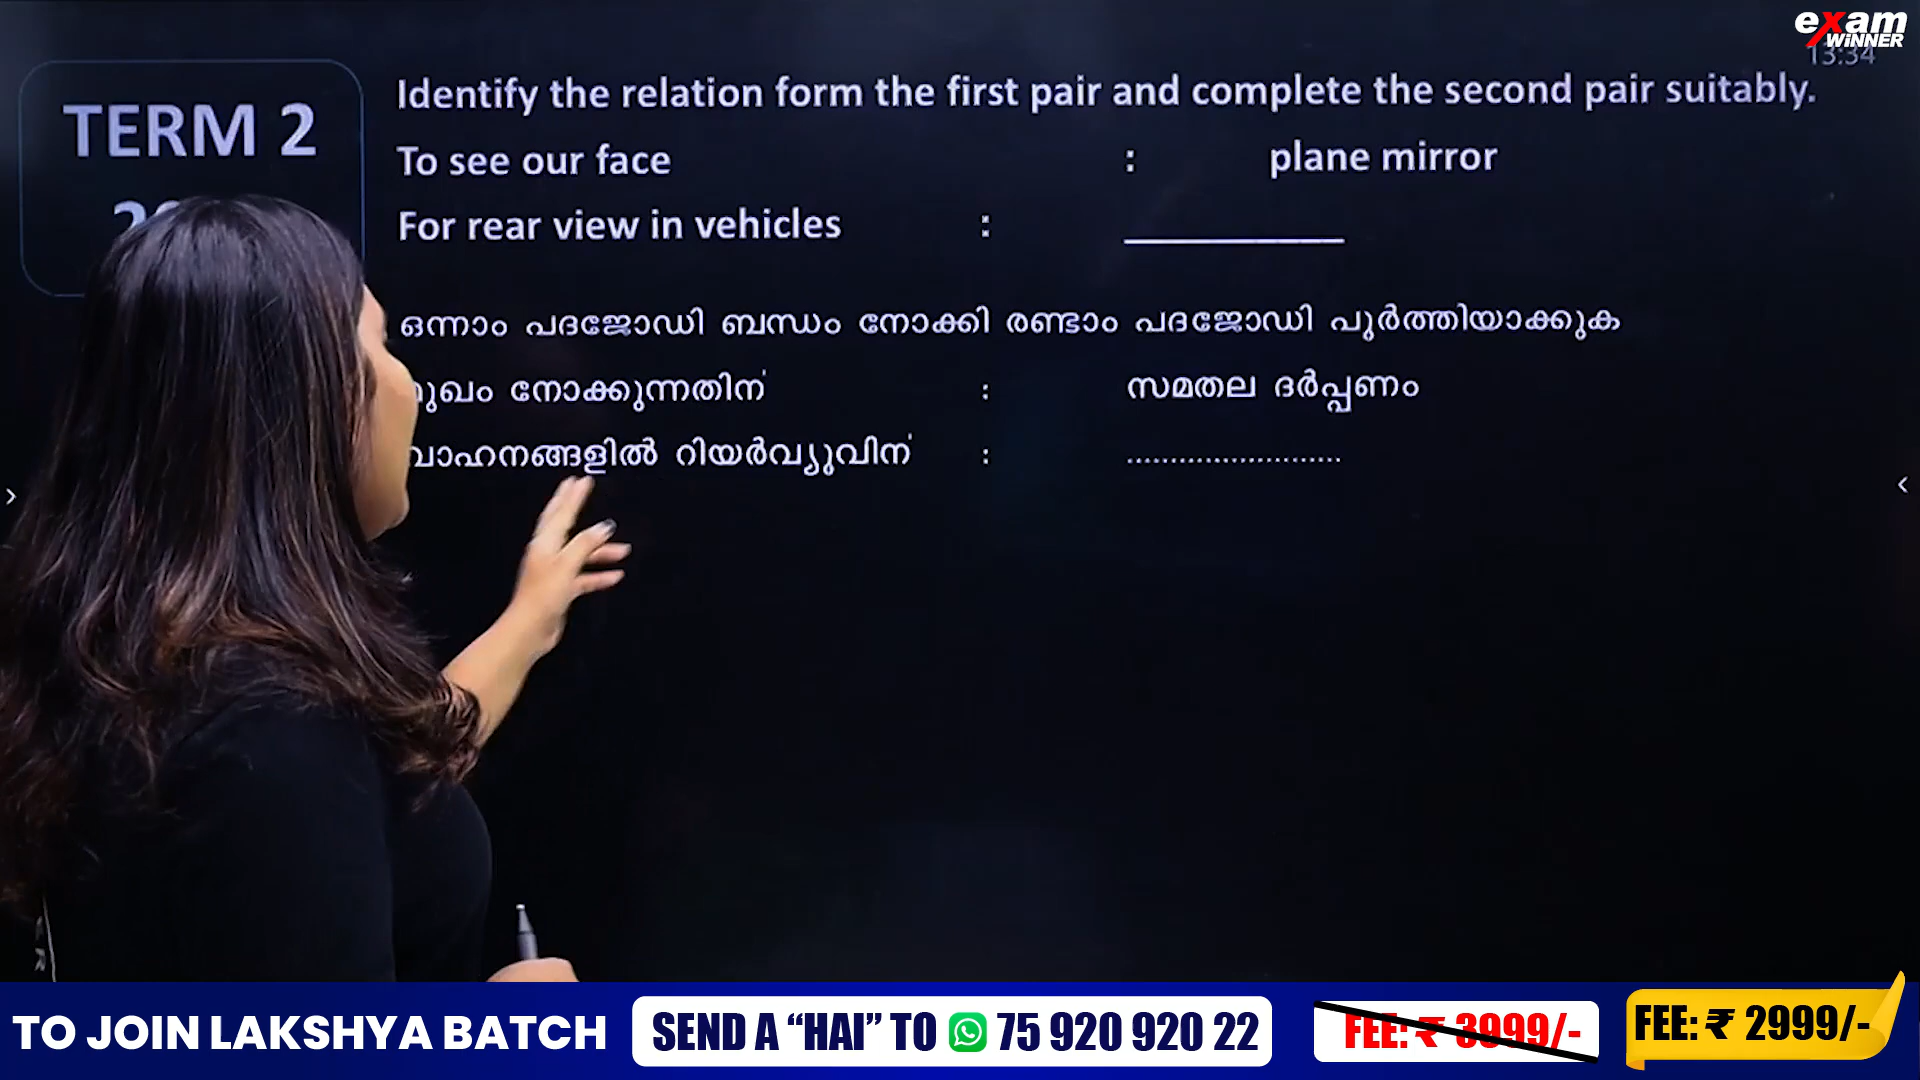 exam
WiNNER
13:34
TERM 2
Identify the relation form the first pair and complete the second pair suitably.
To see our face : plane mirror
For rear view in vehicles : ____________
ഒന്നാം പദജോഡി ബന്ധം നോക്കി രണ്ടാം പദജോഡി പൂർത്തിയാക്കുക
മുഖം നോക്കുന്നതിന് : സമതല ദർപ്പണം
വാഹനങ്ങളിൽ റിയർവ്യൂവിന് : ........................
TO JOIN LAKSHYA BATCH
SEND A “HAI” TO 75 920 920 22
FEE: ₹ 3999/-
FEE: ₹ 2999/-